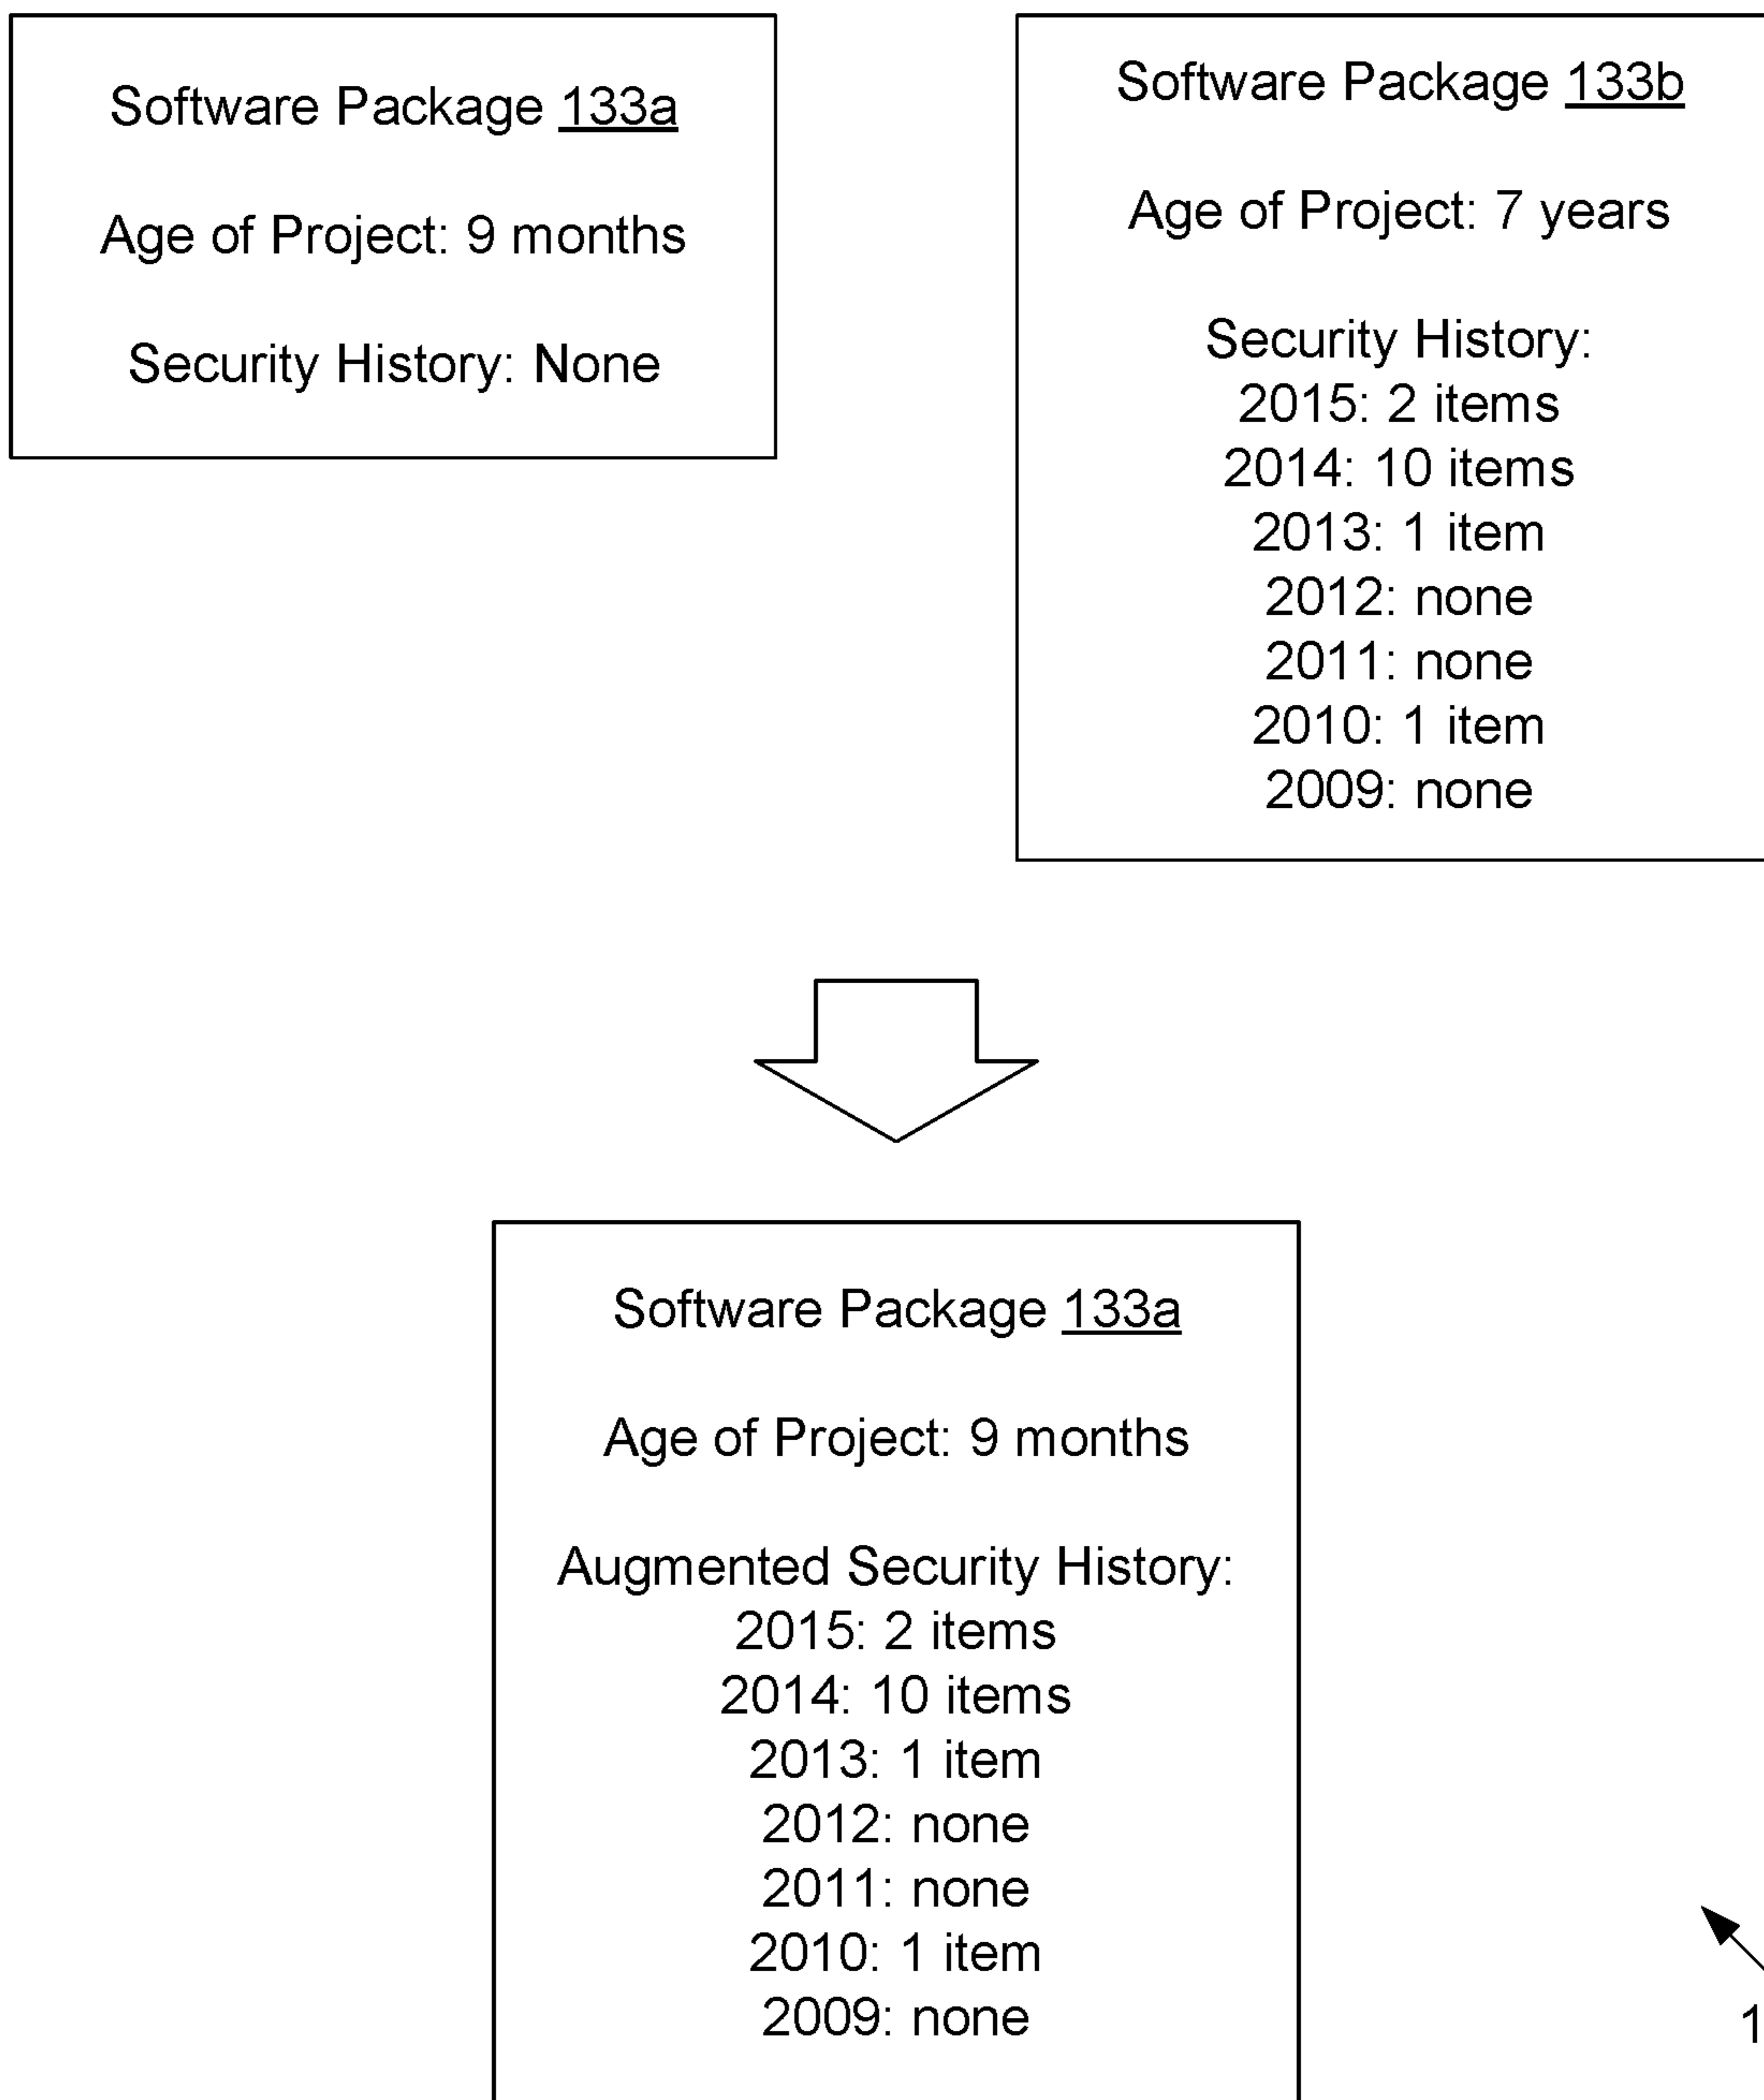 Software Package 133a
Age of Project: 9 months
Security History: None
Software Package 133b
Age of Project: 7 years
Security History:
2015: 2 items
2014: 10 items
2013: 1 item
2012: none
2011: none
2010: 1 item
2009: none
Software Package 133a
Age of Project: 9 months
Augmented Security History:
2015: 2 items
2014: 10 items
2013: 1 item
2012: none
2011: none
2010: 1 item
2009: none